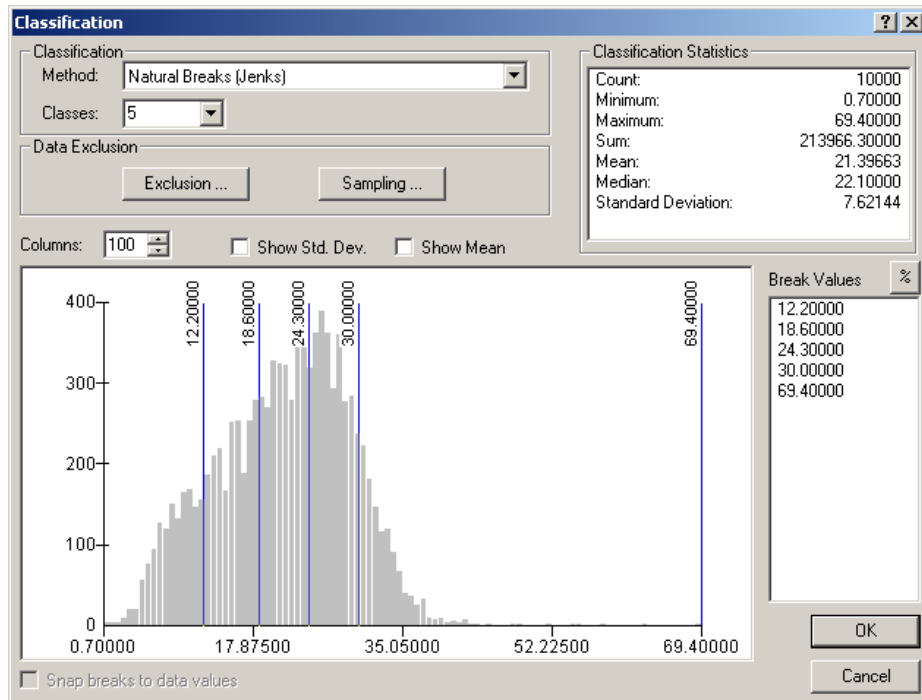 Classification
Classification
Method: Natural Breaks (Jenks)
Classes: 5
Data Exclusion
Exclusion ...
Sampling ...
Classification Statistics
Count: 10000
Minimum: 0.70000
Maximum: 69.40000
Sum: 213966.30000
Mean: 21.39663
Median: 22.10000
Standard Deviation: 7.62144
Columns: 100 Show Std. Dev. Show Mean
400
300
200
100
0
12.20000
18.60000
24.30000
30.00000
69.40000
0.70000 17.87500 35.05000 52.22500 69.40000
Break Values %
12.20000
18.60000
24.30000
30.00000
69.40000
OK
Cancel
Snap breaks to data values